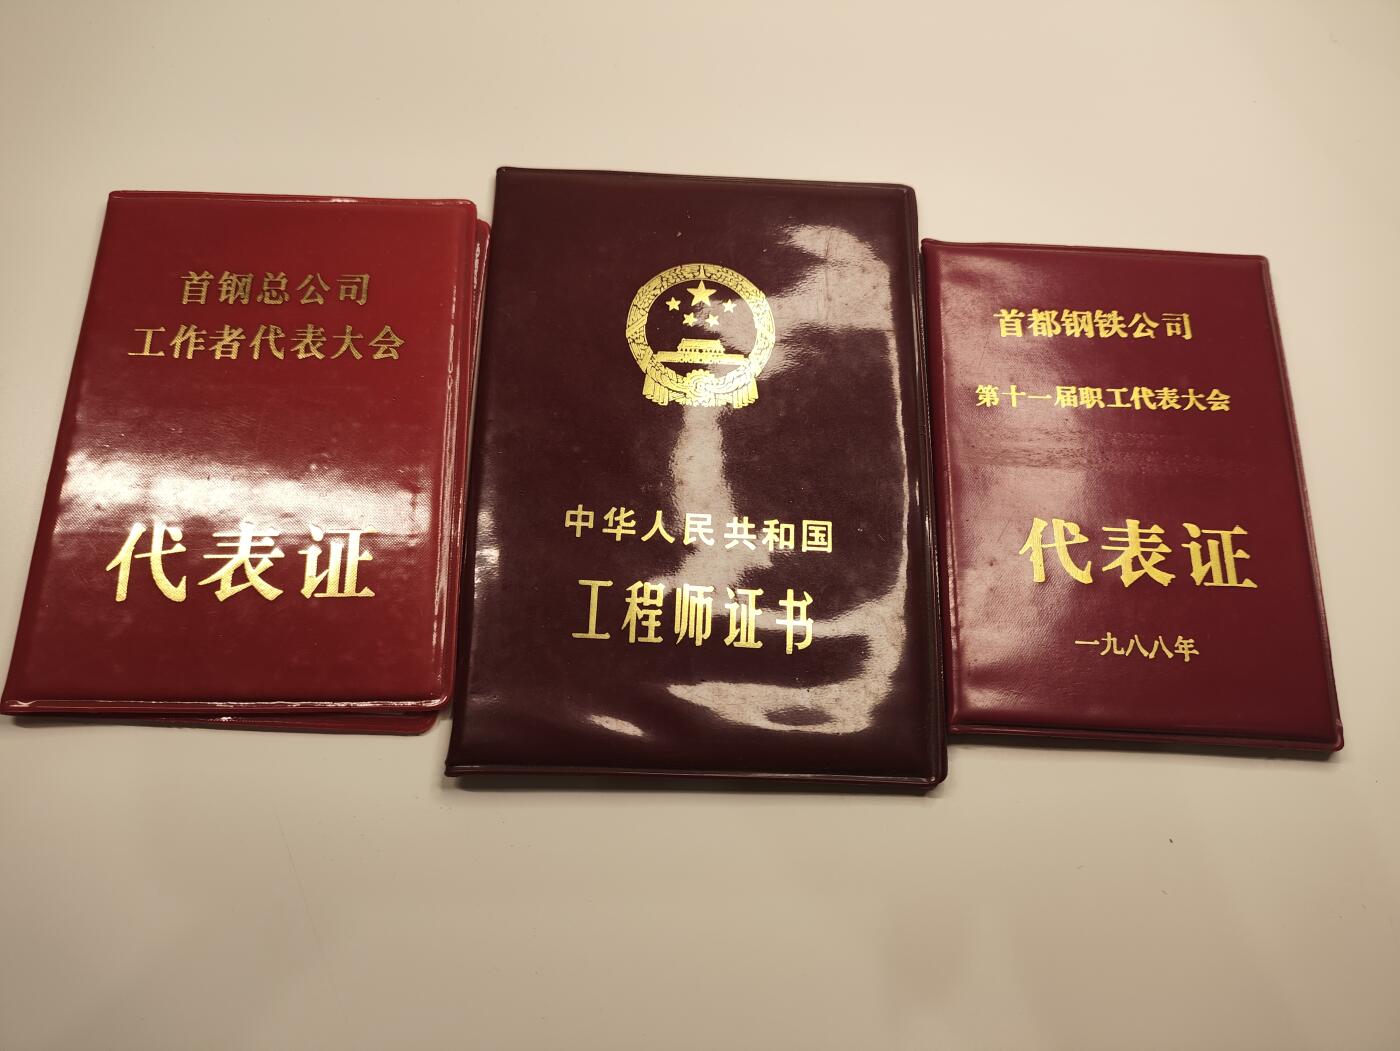 首钢总公司
工作者代表大会
代表证
中华人民共和国
工程师证书
首都钢铁公司
第十一届职工代表大会
代表证
一九八八年